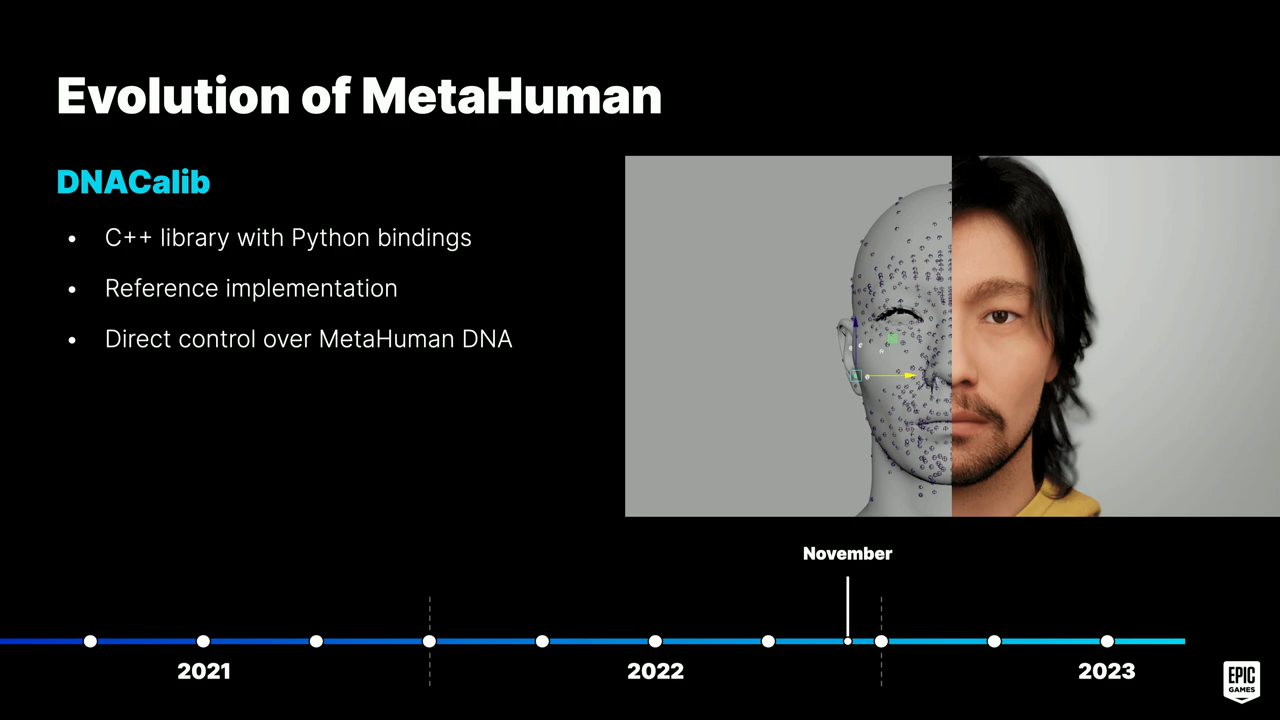 Evolution of MetaHuman
DNACalib
• C++ library with Python bindings
• Reference implementation
• Direct control over MetaHuman DNA
November
2021
2022
2023
EPIC
GAMES